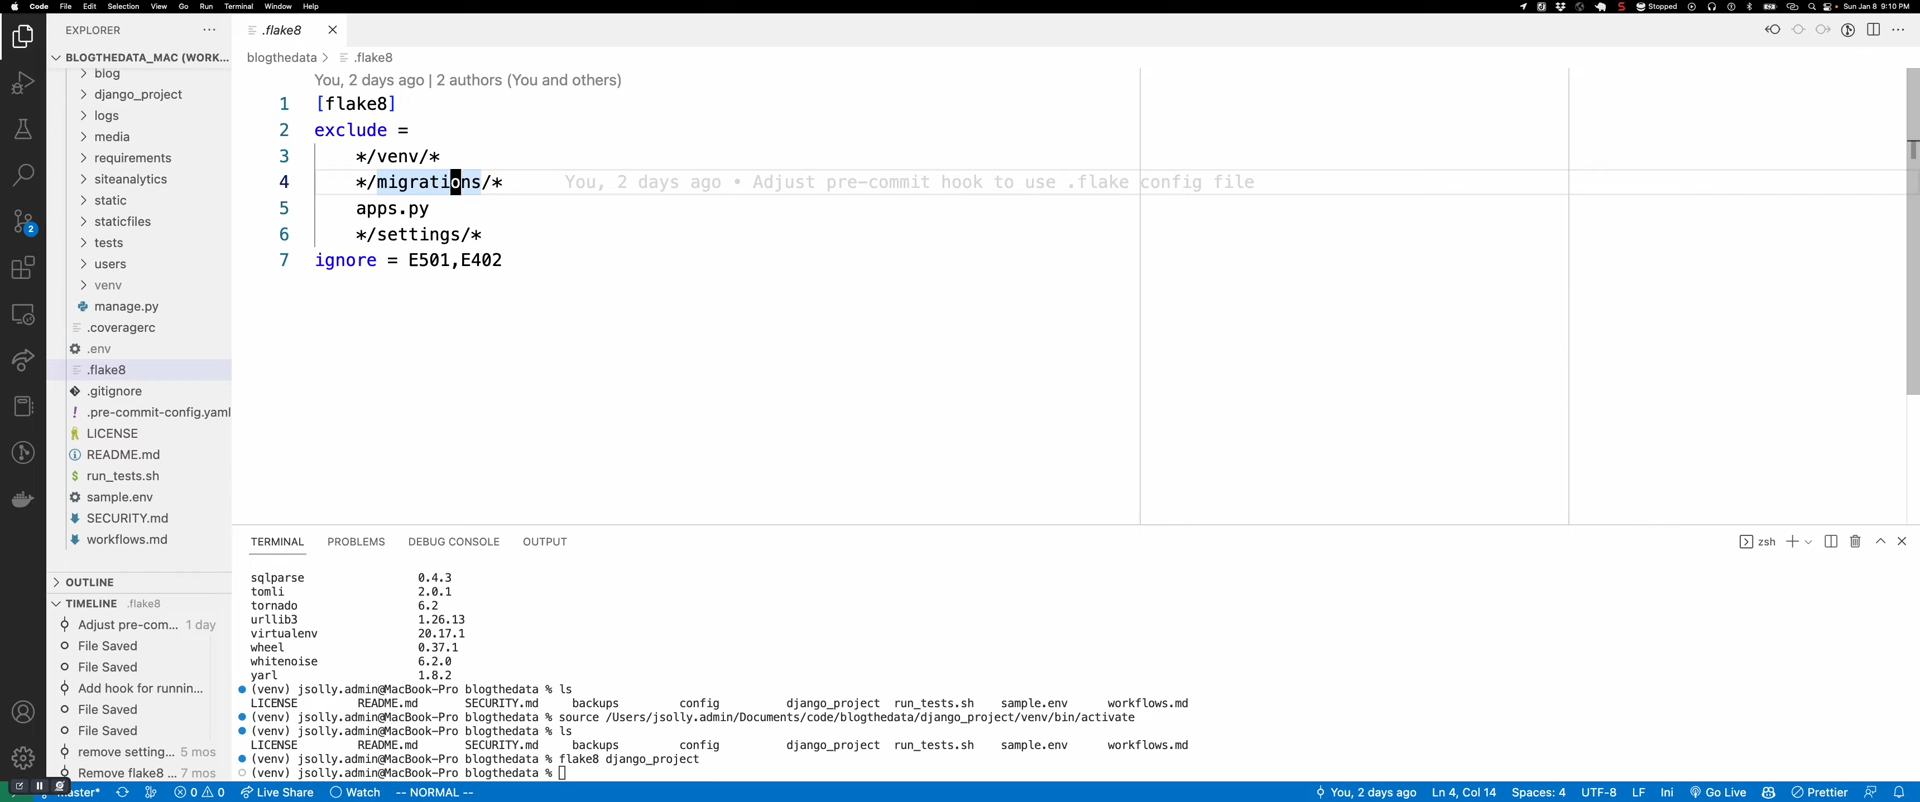 Code File Edit Selection View Go Run Terminal Window Help
Stopped
Sun Jan 8 9:10 PM
EXPLORER
BLOGTHEDATA_MAC (WORK...
blog
django_project
logs
media
requirements
siteanalytics
static
staticfiles
tests
users
venv
manage.py
.coveragerc
.env
.flake8
.gitignore
.pre-commit-config.yaml
LICENSE
README.md
run_tests.sh
sample.env
SECURITY.md
workflows.md
OUTLINE
TIMELINE .flake8
Adjust pre-com... 1 day
File Saved
File Saved
Add hook for runnin...
File Saved
File Saved
remove setting... 5 mos
Remove flake8 ... 7 mos
2
.flake8
blogthedata > .flake8
You, 2 days ago | 2 authors (You and others)
1 [flake8]
2 exclude =
3 */venv/*
4 */migrations/* You, 2 days ago • Adjust pre-commit hook to use .flake config file
5 apps.py
6 */settings/*
7 ignore = E501,E402
TERMINAL PROBLEMS DEBUG CONSOLE OUTPUT
zsh
sqlparse 0.4.3
tomli 2.0.1
tornado 6.2
urllib3 1.26.13
virtualenv 20.17.1
wheel 0.37.1
whitenoise 6.2.0
yarl 1.8.2
(venv) jsolly.admin@MacBook-Pro blogthedata % ls
LICENSE README.md SECURITY.md backups config django_project run_tests.sh sample.env workflows.md
(venv) jsolly.admin@MacBook-Pro blogthedata % source /Users/jsolly.admin/Documents/code/blogthedata/django_project/venv/bin/activate
(venv) jsolly.admin@MacBook-Pro blogthedata % ls
LICENSE README.md SECURITY.md backups config django_project run_tests.sh sample.env workflows.md
(venv) jsolly.admin@MacBook-Pro blogthedata % flake8 django_project
(venv) jsolly.admin@MacBook-Pro blogthedata %
master* 0 0 Live Share Watch -- NORMAL --
You, 2 days ago Ln 4, Col 14 Spaces: 4 UTF-8 LF Ini Go Live Prettier